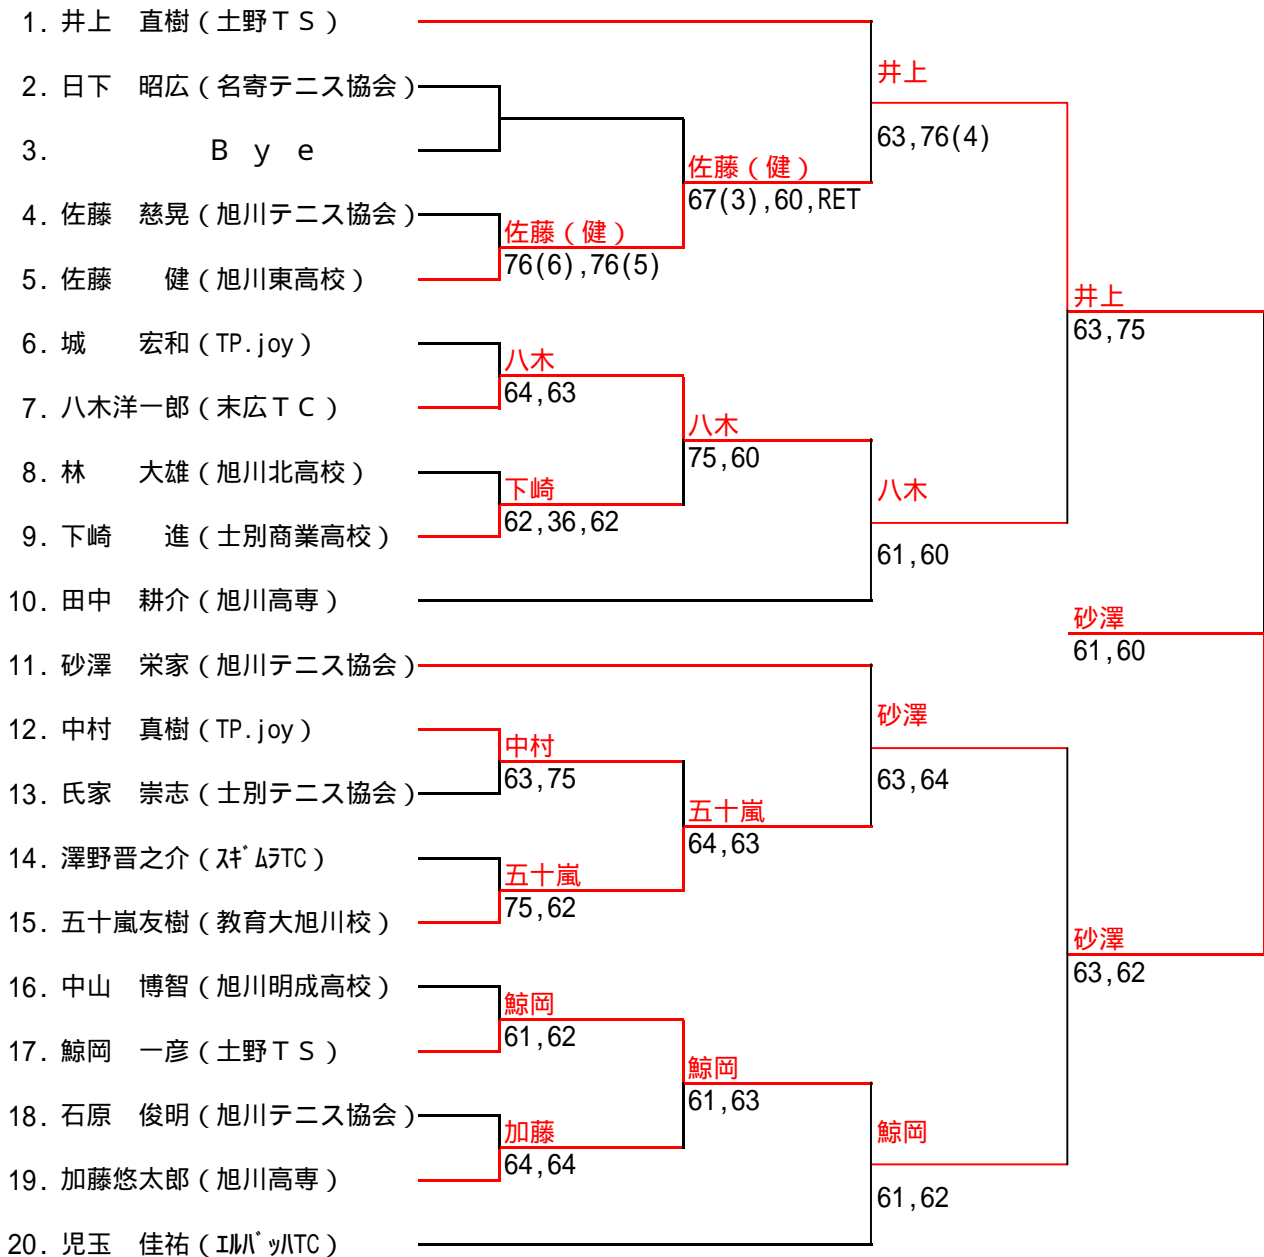 1. 井上　直樹（土野ＴＳ）
2. 日下　昭広（名寄テニス協会）
3. Ｂｙｅ
4. 佐藤　慈晃（旭川テニス協会）
5. 佐藤　　健（旭川東高校）
6. 城　　宏和（TP.joy）
7. 八木洋一郎（末広ＴＣ）
8. 林　　大雄（旭川北高校）
9. 下崎　　進（士別商業高校）
10. 田中　耕介（旭川高専）
11. 砂澤　栄家（旭川テニス協会）
12. 中村　真樹（TP.joy）
13. 氏家　崇志（士別テニス協会）
14. 澤野晋之介（ｽｷﾞﾑﾗTC）
15. 五十嵐友樹（教育大旭川校）
16. 中山　博智（旭川明成高校）
17. 鯨岡　一彦（土野ＴＳ）
18. 石原　俊明（旭川テニス協会）
19. 加藤悠太郎（旭川高専）
20. 児玉　佳祐（ｴﾙﾊﾞｯﾊTC）
佐藤（健）
76(6),76(5)
八木
64,63
下崎
62,36,62
中村
63,75
五十嵐
75,62
鯨岡
61,62
加藤
64,64
佐藤（健）
67(3),60,RET
八木
75,60
五十嵐
64,63
鯨岡
61,63
井上
63,76(4)
八木
61,60
砂澤
63,64
鯨岡
61,62
井上
63,75
砂澤
63,62
砂澤
61,60